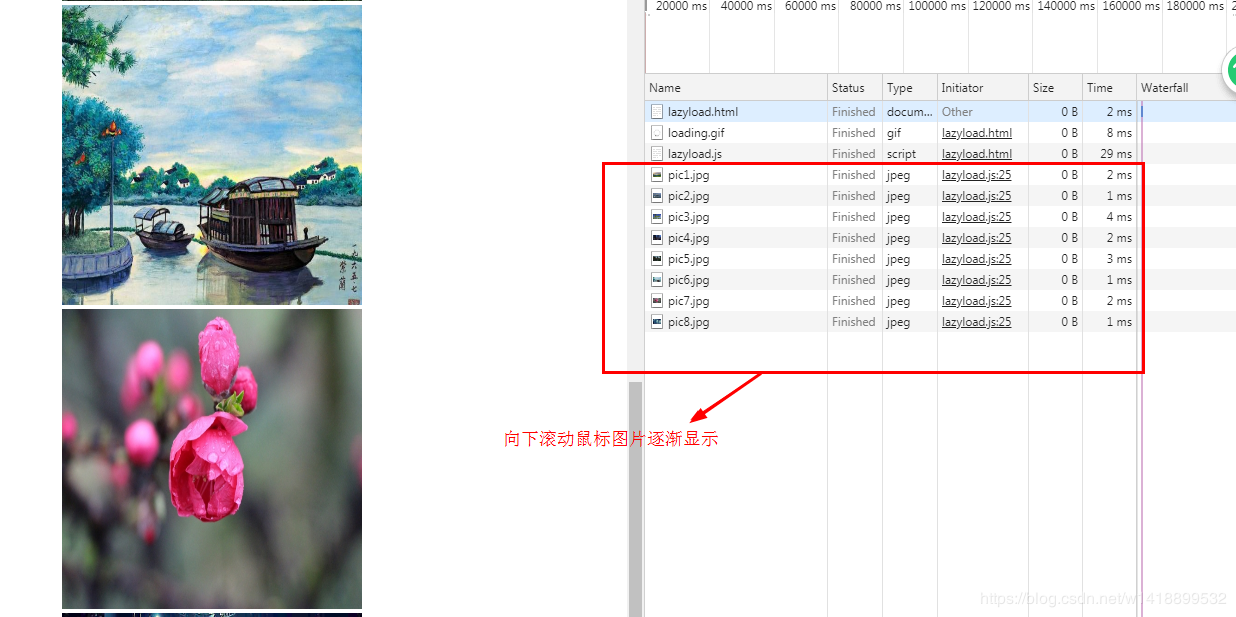 20000 ms 40000 ms 60000 ms 80000 ms 100000 ms 120000 ms 140000 ms 160000 ms 180000 ms 2
Name Status Type Initiator Size Time Waterfall
lazyload.html Finished docum... Other 0 B 2 ms
loading.gif Finished gif lazyload.html 0 B 8 ms
lazyload.js Finished script lazyload.html 0 B 29 ms
pic1.jpg Finished jpeg lazyload.js:25 0 B 2 ms
pic2.jpg Finished jpeg lazyload.js:25 0 B 1 ms
pic3.jpg Finished jpeg lazyload.js:25 0 B 4 ms
pic4.jpg Finished jpeg lazyload.js:25 0 B 2 ms
pic5.jpg Finished jpeg lazyload.js:25 0 B 3 ms
pic6.jpg Finished jpeg lazyload.js:25 0 B 1 ms
pic7.jpg Finished jpeg lazyload.js:25 0 B 2 ms
pic8.jpg Finished jpeg lazyload.js:25 0 B 1 ms
一九六五.七
向下滚动鼠标图片逐渐显示
https://blog.csdn.net/w1418899532